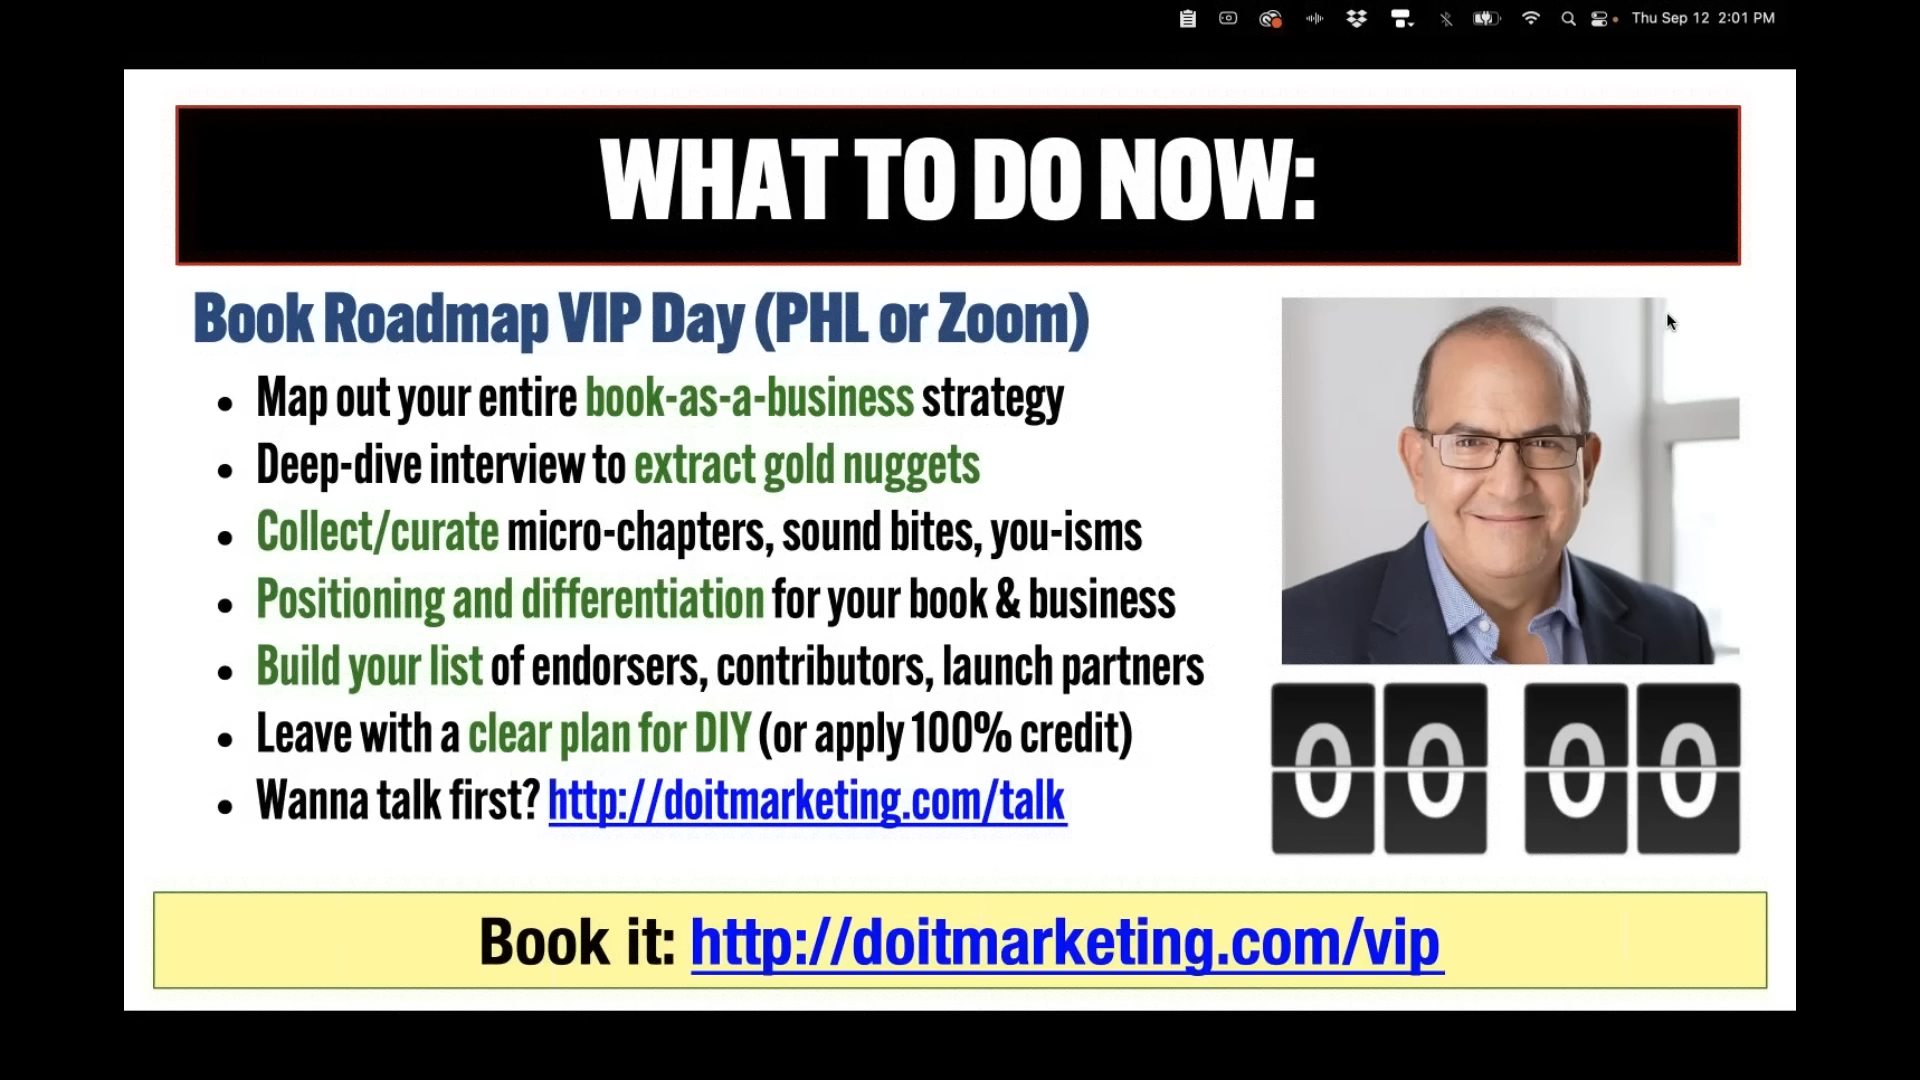 Thu Sep 12 2:01 PM
WHAT TO DO NOW:
Book Roadmap VIP Day (PHL or Zoom)
• Map out your entire book-as-a-business strategy
• Deep-dive interview to extract gold nuggets
• Collect/curate micro-chapters, sound bites, you-isms
• Positioning and differentiation for your book & business
• Build your list of endorsers, contributors, launch partners
• Leave with a clear plan for DIY (or apply 100% credit)
• Wanna talk first? http://doitmarketing.com/talk
00 00
Book it: http://doitmarketing.com/vip